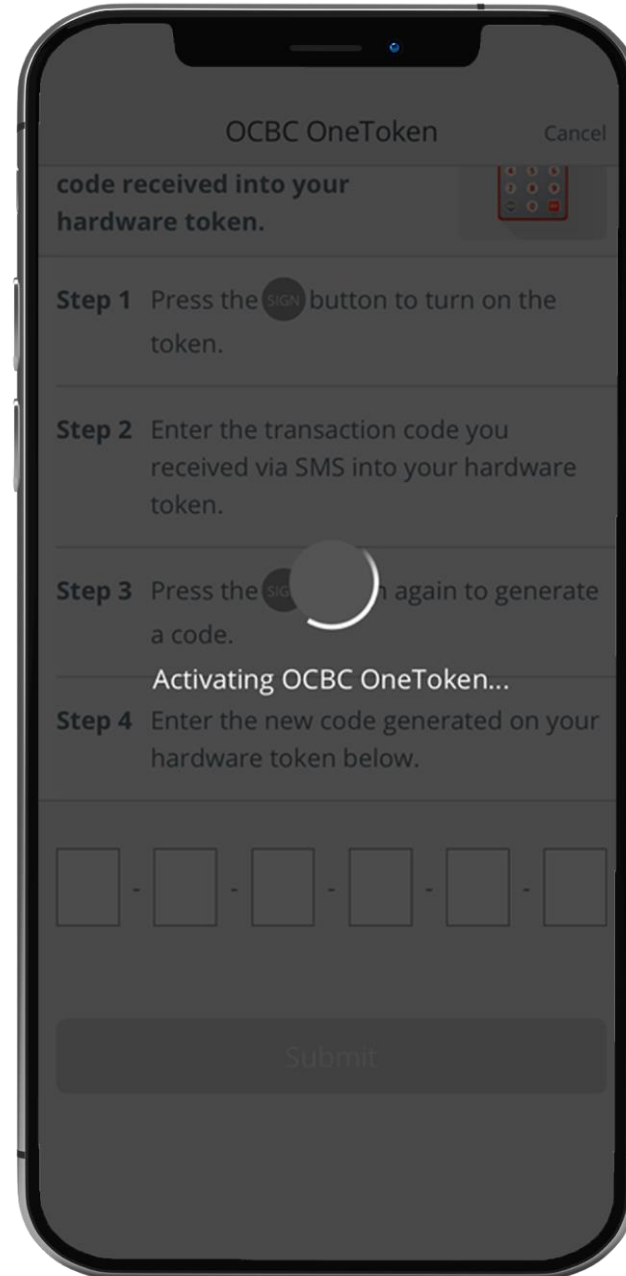 OCBC OneToken
Cancel
code received into your
hardware token.
Step 1 Press the SIGN button to turn on the
token.
Step 2 Enter the transaction code you
received via SMS into your hardware
token.
Step 3 Press the again to generate
a code.
Activating OCBC OneToken...
Step 4 Enter the new code generated on your
hardware token below.
- - - - -
Submit